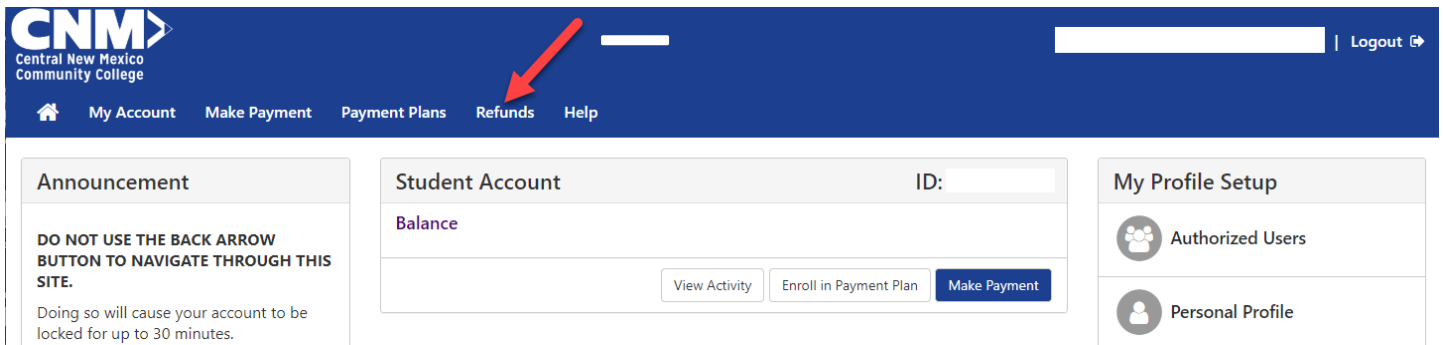 CNM
Central New Mexico
Community College
| Logout
My Account Make Payment Payment Plans Refunds Help
Announcement
DO NOT USE THE BACK ARROW
BUTTON TO NAVIGATE THROUGH THIS
SITE.
Doing so will cause your account to be
locked for up to 30 minutes.
Student Account ID:
Balance
View Activity Enroll in Payment Plan Make Payment
My Profile Setup
Authorized Users
Personal Profile